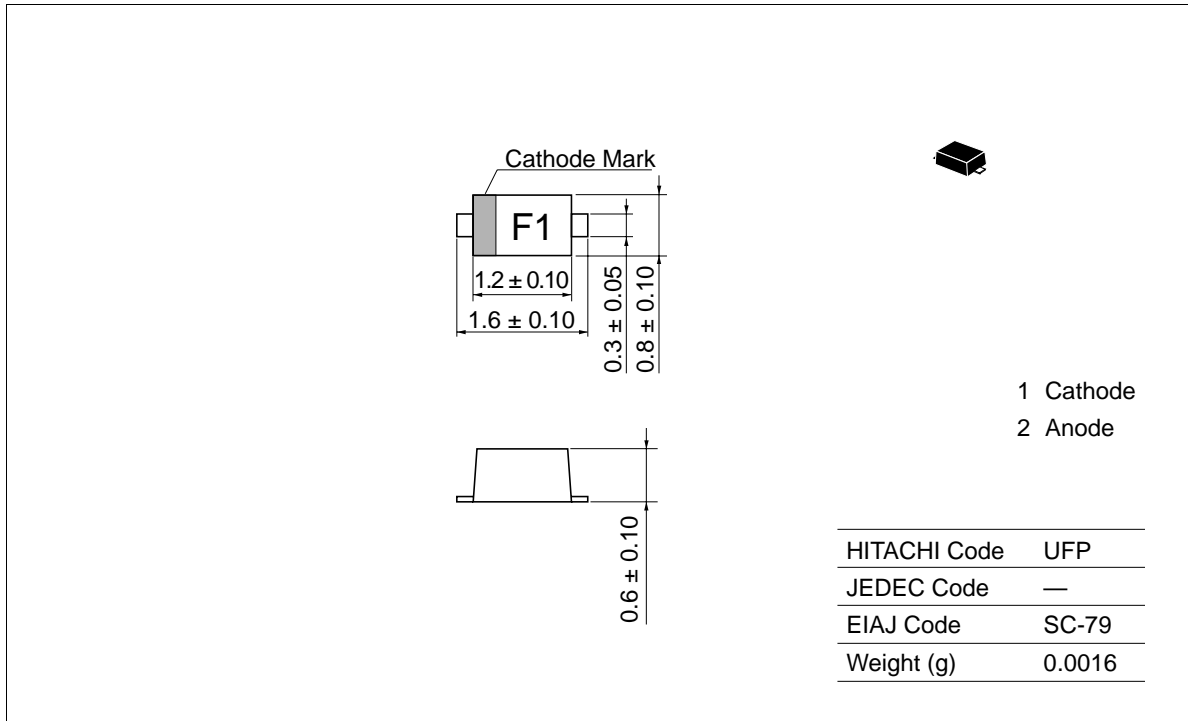 Cathode Mark
F1
1.2 ± 0.10
1.6 ± 0.10
0.3 ± 0.05
0.8 ± 0.10
1 Cathode
2 Anode
0.6 ± 0.10
HITACHI Code UFP
JEDEC Code —
EIAJ Code SC-79
Weight (g) 0.0016